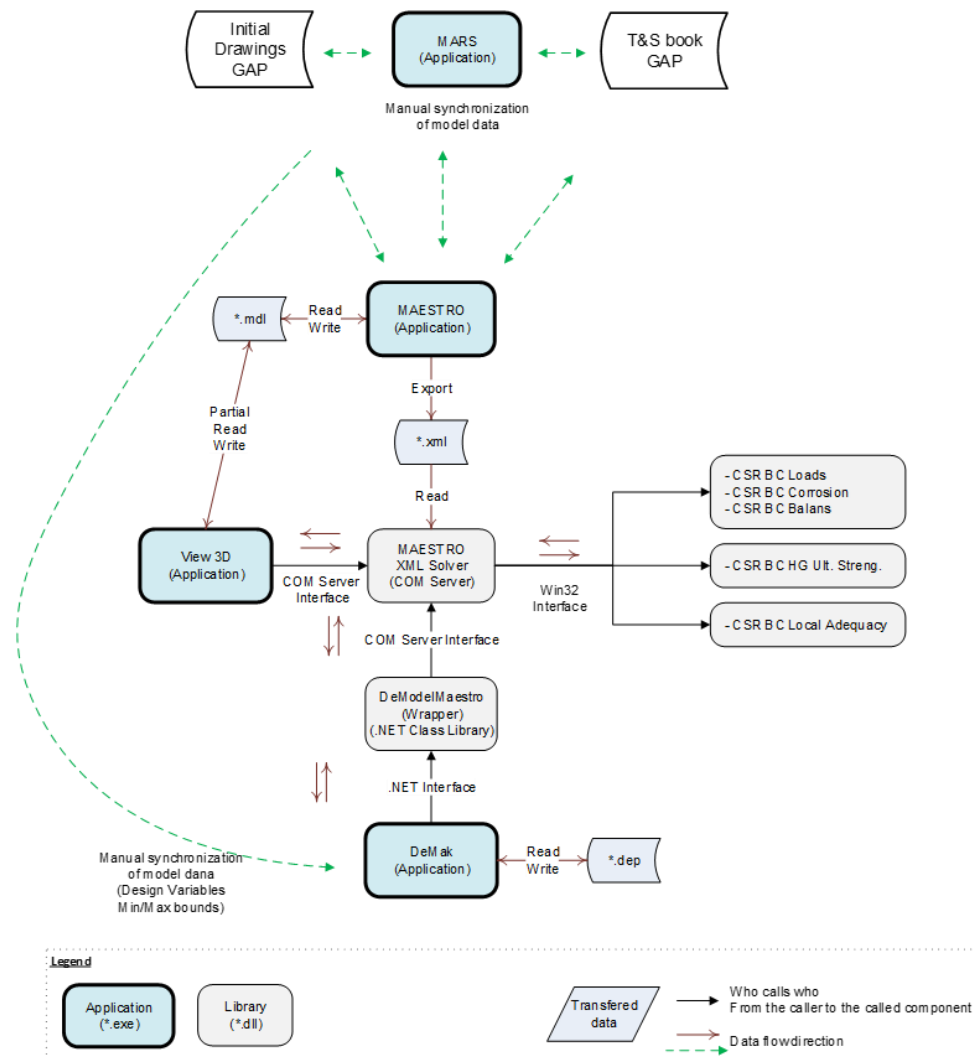 Initial
Drawings
GAP
MARS
(Application)
T&S book
GAP
Manual synchronization
of model data
*.mdl
Read
Write
MAESTRO
(Application)
Export
Partial
Read
Write
*.xml
Read
- CSR BC Loads
- CSR BC Corrosion
- CSR BC Balans
View 3D
(Application)
COM Server
Interface
MAESTRO
XML Solver
(COM Server)
Win32
Interface
- CSR BC HG Ult. Streng.
- CSR BC Local Adequacy
COM Server Interface
DeModelMaestro
(Wrapper)
(.NET Class Library)
.NET Interface
Manual synchronization
of model dana
(Design Variables
Min/Max bounds)
DeMak
(Application)
Read
Write
*.dep
Legend
Application
(*.exe)
Library
(*.dll)
Transfered
data
Who calls who
From the caller to the called component
Data flowdirection